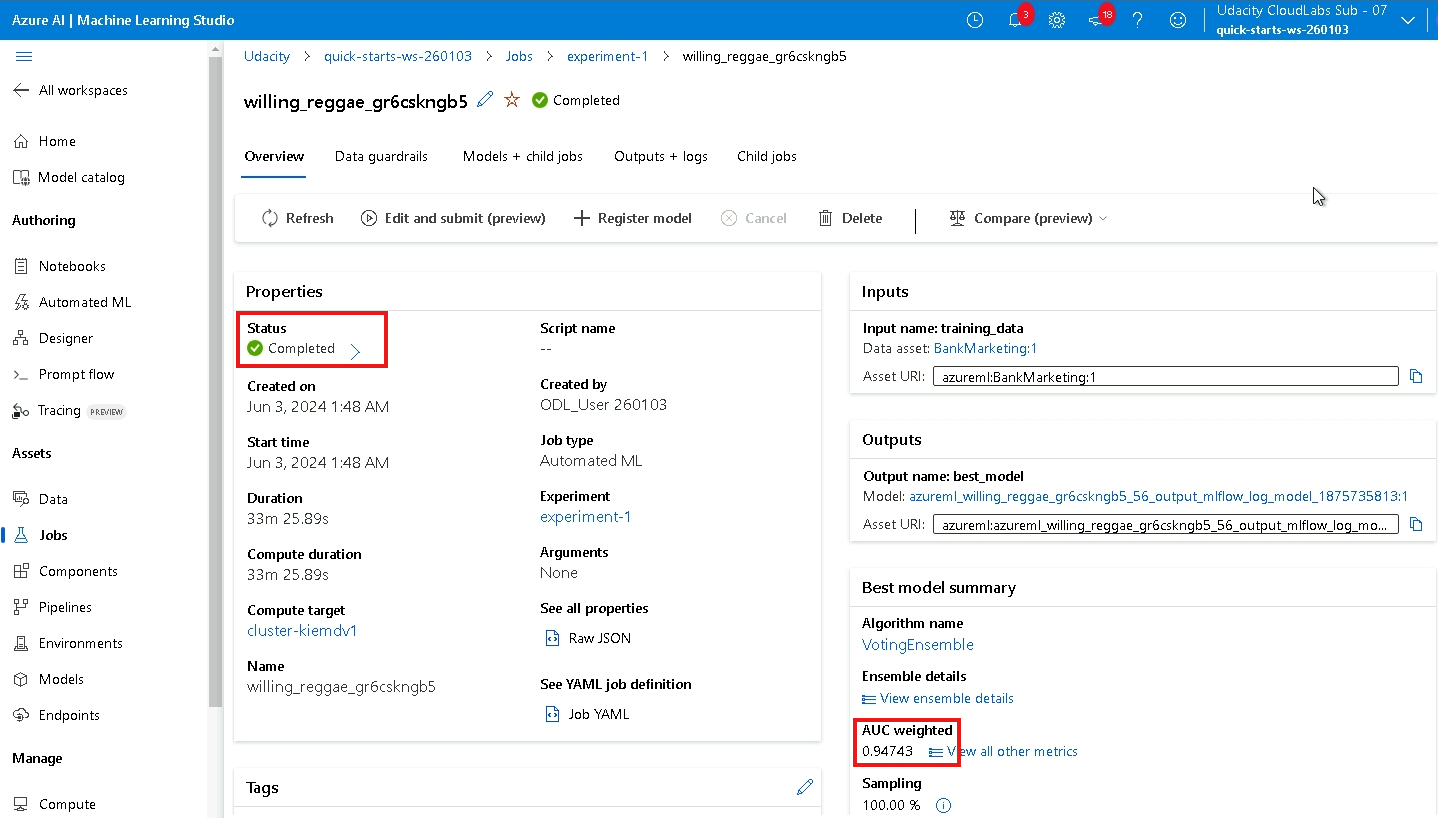 Azure AI | Machine Learning Studio
3
18
?
Udacity CloudLabs Sub - 07
quick-starts-ws-260103
All workspaces
Home
Model catalog
Authoring
Notebooks
Automated ML
Designer
Prompt flow
Tracing PREVIEW
Assets
Data
Jobs
Components
Pipelines
Environments
Models
Endpoints
Manage
Compute
Udacity > quick-starts-ws-260103 > Jobs > experiment-1 > willing_reggae_gr6cskngb5
willing_reggae_gr6cskngb5 Completed
Overview Data guardrails Models + child jobs Outputs + logs Child jobs
Refresh Edit and submit (preview) Register model Cancel Delete Compare (preview)
Properties
Status
Completed
Created on
Jun 3, 2024 1:48 AM
Start time
Jun 3, 2024 1:48 AM
Duration
33m 25.89s
Compute duration
33m 25.89s
Compute target
cluster-kiemdv1
Name
willing_reggae_gr6cskngb5
Script name
--
Created by
ODL_User 260103
Job type
Automated ML
Experiment
experiment-1
Arguments
None
See all properties
Raw JSON
See YAML job definition
Job YAML
Tags
Inputs
Input name: training_data
Data asset: BankMarketing:1
Asset URI: azureml:BankMarketing:1
Outputs
Output name: best_model
Model: azureml_willing_reggae_gr6cskngb5_56_output_mlflow_log_model_1875735813:1
Asset URI: azureml:azureml_willing_reggae_gr6cskngb5_56_output_mlflow_log_mo...
Best model summary
Algorithm name
VotingEnsemble
Ensemble details
View ensemble details
AUC weighted
0.94743 View all other metrics
Sampling
100.00 %